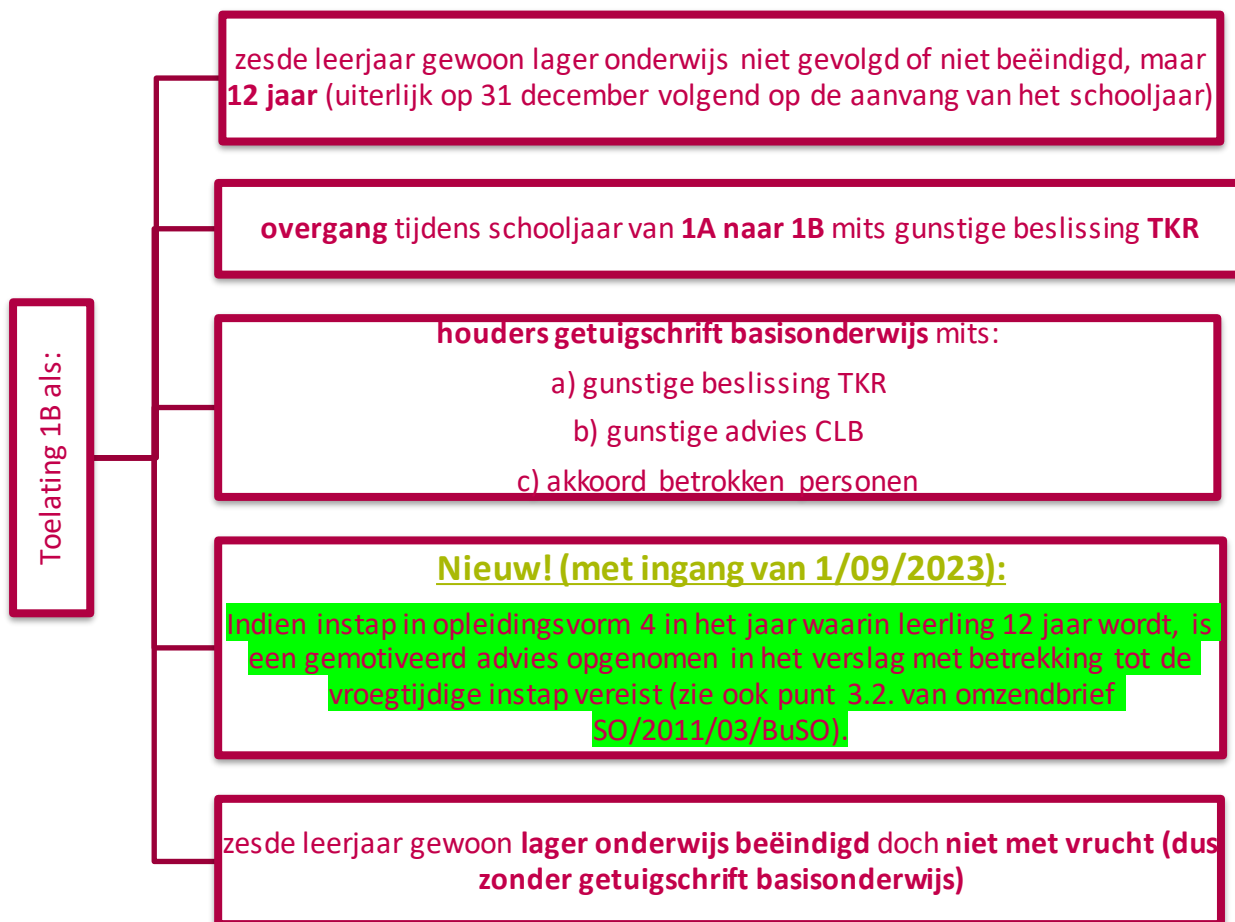 Toelating 1B als:
zesde leerjaar gewoon lager onderwijs niet gevolgd of niet beëindigd, maar
12 jaar (uiterlijk op 31 december volgend op de aanvang van het schooljaar)
overgang tijdens schooljaar van 1A naar 1B mits gunstige beslissing TKR
houders getuigschrift basisonderwijs mits:
a) gunstige beslissing TKR
b) gunstige advies CLB
c) akkoord betrokken personen
Nieuw! (met ingang van 1/09/2023):
Indien instap in opleidingsvorm 4 in het jaar waarin leerling 12 jaar wordt, is
een gemotiveerd advies opgenomen in het verslag met betrekking tot de
vroegtijdige instap vereist (zie ook punt 3.2. van omzendbrief
SO/2011/03/BuSO).
zesde leerjaar gewoon lager onderwijs beëindigd doch niet met vrucht (dus
zonder getuigschrift basisonderwijs)